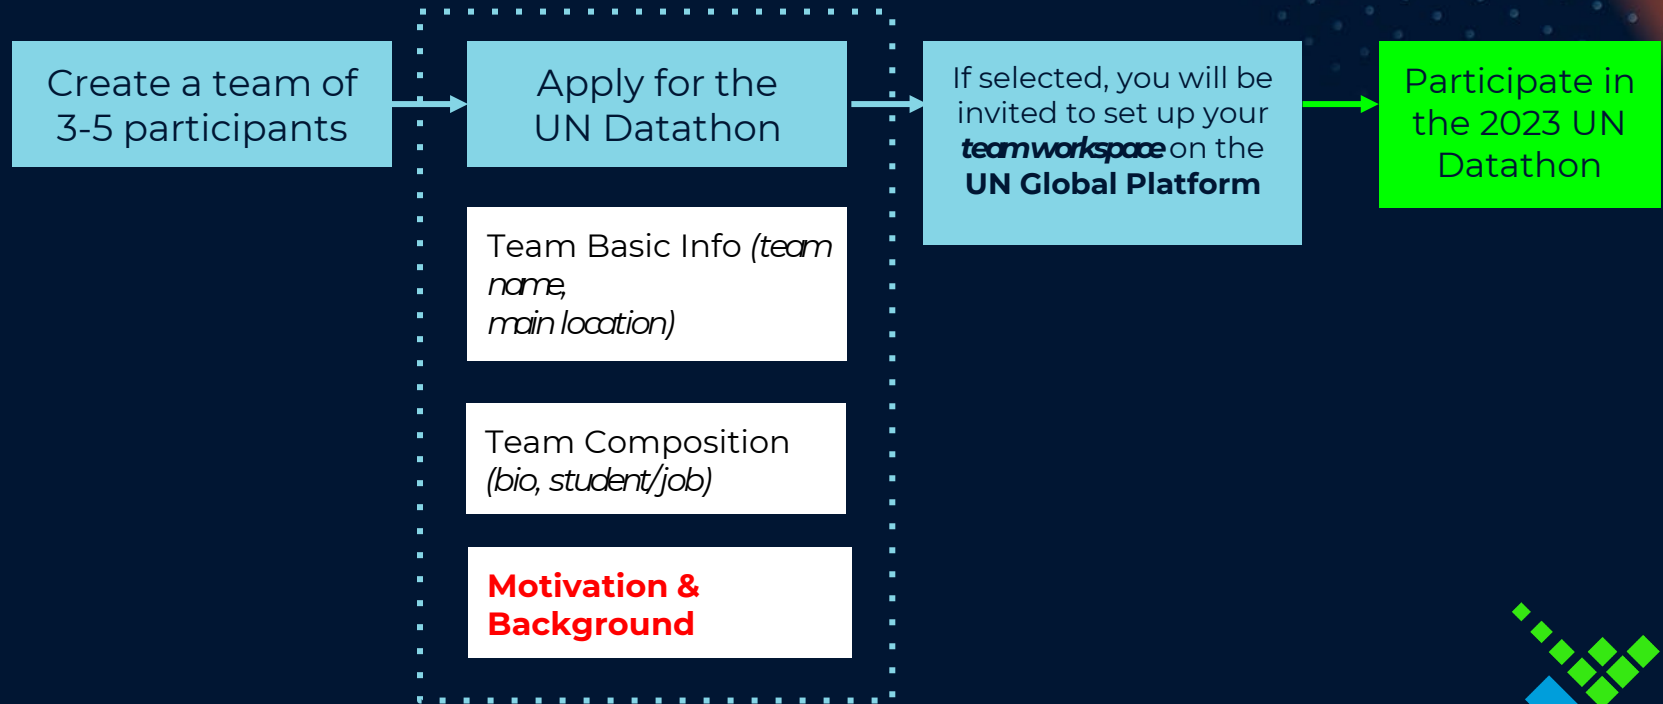 Create a team of
3-5 participants
Apply for the
UN Datathon
Team Basic Info (team
name,
main location)
Team Composition
(bio, student/job)
Motivation &
Background
If selected, you will be
invited to set up your
team workspace on the
UN Global Platform
Participate in
the 2023 UN
Datathon